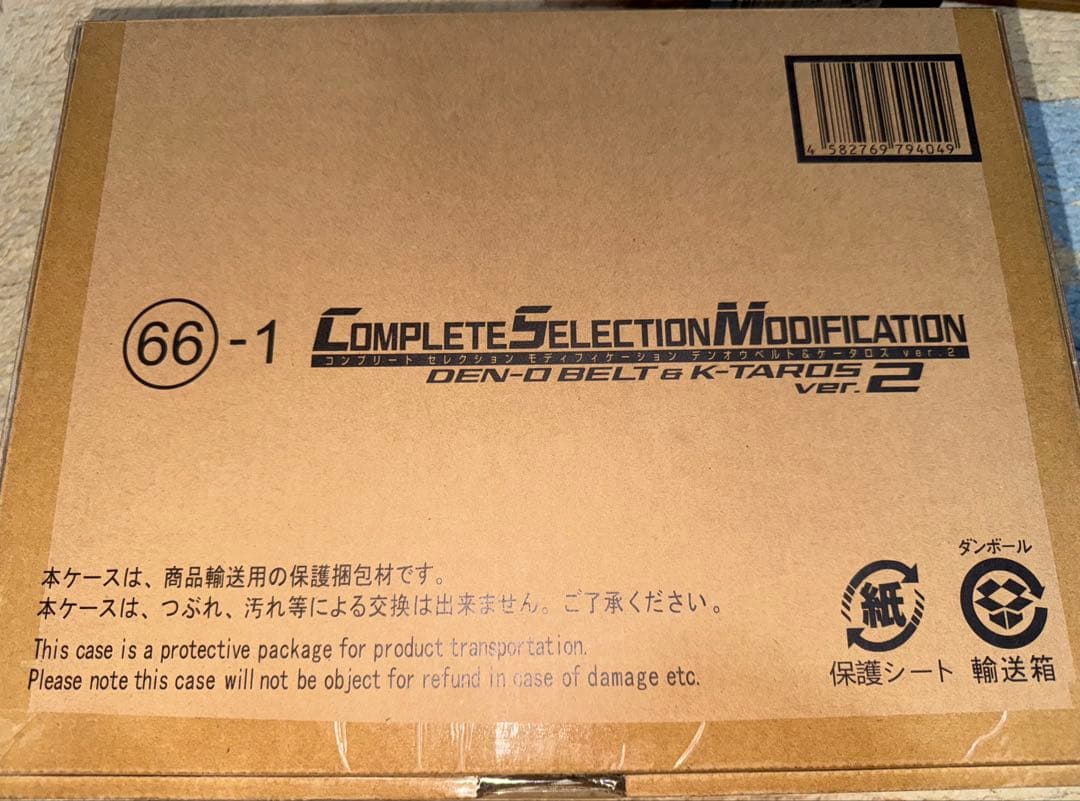 4 582769 794049
66-1
COMPLETE SELECTION MODIFICATION
コンプリート セレクション モディフィケーション デンオウベルト&ケータロス ver.2
DEN-O BELT & K-TAROS
ver.2
本ケースは、商品輸送用の保護梱包材です。
本ケースは、つぶれ、汚れ等による交換は出来ません。ご了承ください。
This case is a protective package for product transportation.
Please note this case will not be object for refund in case of damage etc.
紙
保護シート
ダンボール
輸送箱